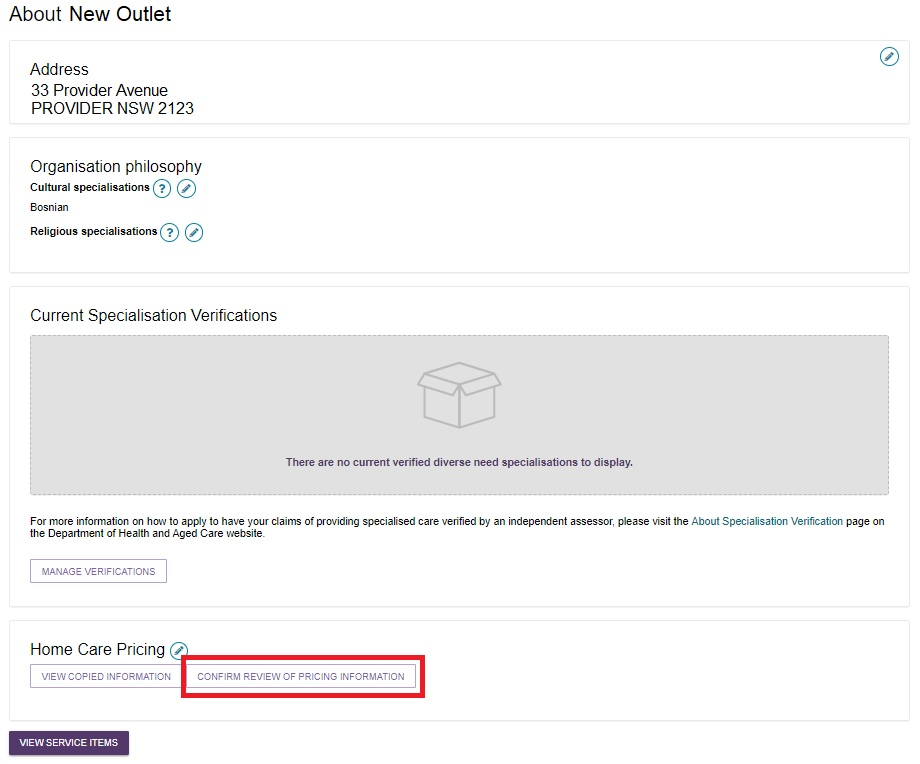 About New Outlet
Address
33 Provider Avenue
PROVIDER NSW 2123
Organisation philosophy
Cultural specialisations ?
Bosnian
Religious specialisations ?
Current Specialisation Verifications
There are no current verified diverse need specialisations to display.
For more information on how to apply to have your claims of providing specialised care verified by an independent assessor, please visit the About Specialisation Verification page on
the Department of Health and Aged Care website.
MANAGE VERIFICATIONS
Home Care Pricing
VIEW COPIED INFORMATION CONFIRM REVIEW OF PRICING INFORMATION
VIEW SERVICE ITEMS